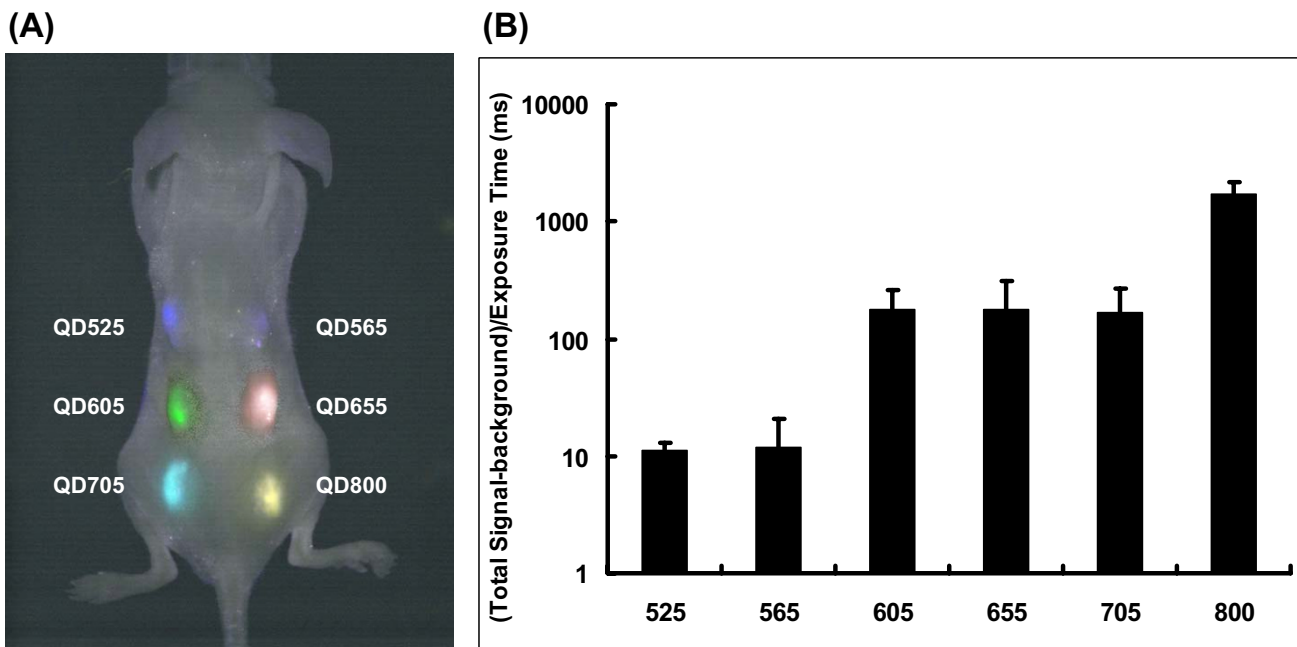 (A)
QD525
QD565
QD605
QD655
QD705
QD800
(B)
(Total Signal-background)/Exposure Time (ms)
10000
1000
100
10
1
525
565
605
655
705
800